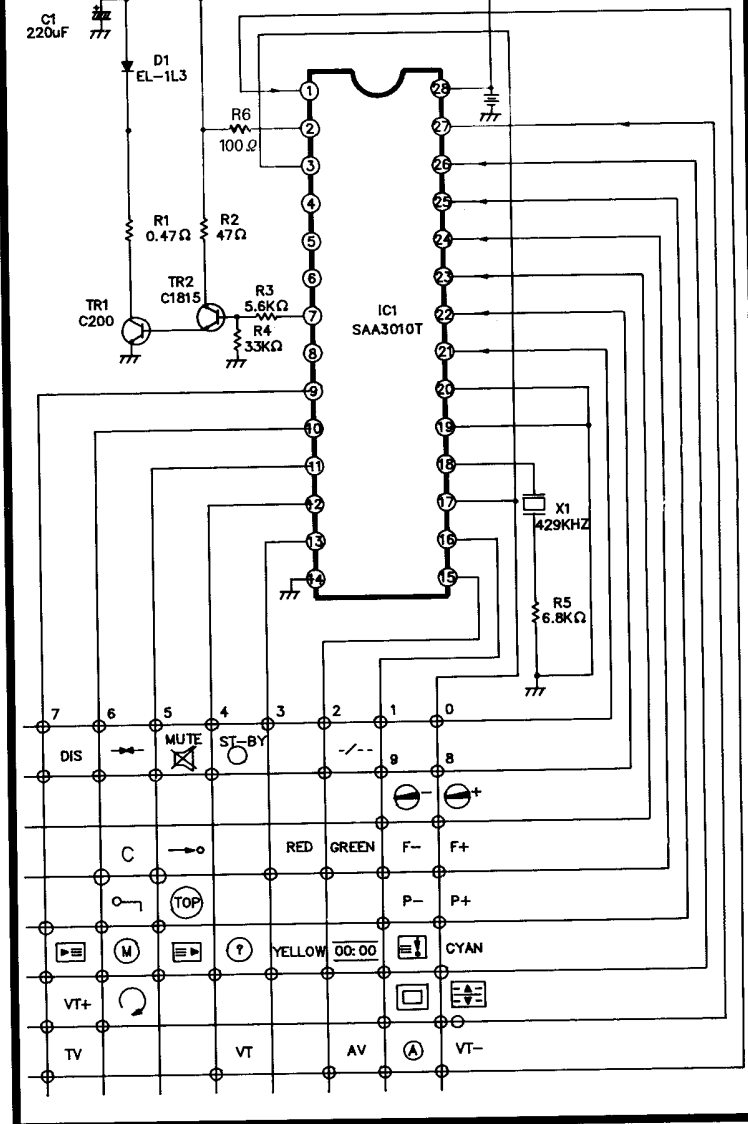 C1
220uF
D1
EL-1L3
R6
100Ω
R1
0.47Ω
R2
47Ω
TR2
C1815
R3
5.6KΩ
TR1
C200
R4
33KΩ
IC1
SAA3010T
1
2
3
4
5
6
7
8
9
10
11
12
13
14
28
27
26
25
24
23
22
21
20
19
18
17
16
15
X1
429KHZ
R5
6.8KΩ
7 6 5 4 3 2 1 0
DIS MUTE ST-BY -/--
9 8
- +
C RED GREEN F- F+
TOP P- P+
M ? YELLOW 00:00 CYAN
VT+
TV VT AV A VT-